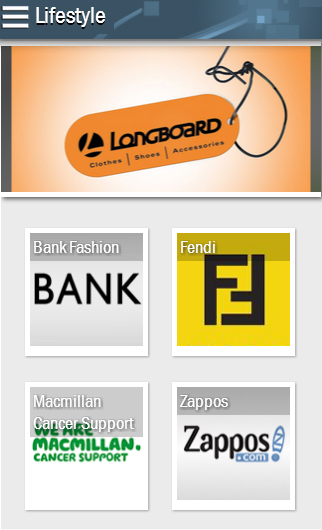 Lifestyle
LONGBOARD
Clothes | Shoes | Accessories
Bank Fashion
BANK
Fendi
Macmillan
Cancer Support
WE ARE
MACMILLAN.
CANCER SUPPORT
Zappos
Zappos
.com